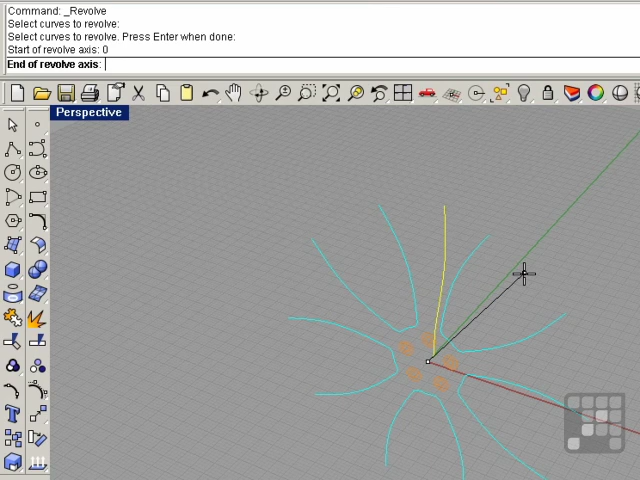 Command: _Revolve
Select curves to revolve:
Select curves to revolve. Press Enter when done:
Start of revolve axis: 0
End of revolve axis:
Perspective